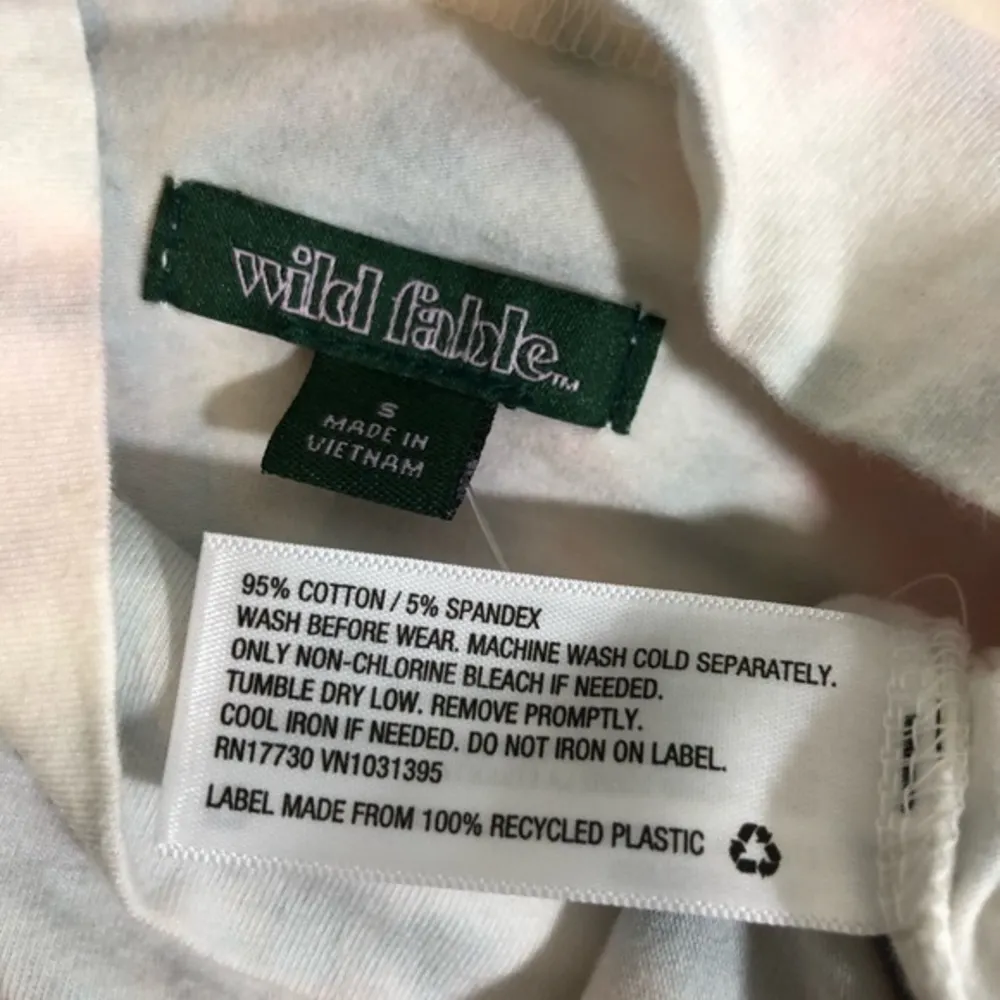 wild fable™
S
MADE IN
VIETNAM
95% COTTON / 5% SPANDEX
WASH BEFORE WEAR. MACHINE WASH COLD SEPARATELY.
ONLY NON-CHLORINE BLEACH IF NEEDED.
TUMBLE DRY LOW. REMOVE PROMPTLY.
COOL IRON IF NEEDED. DO NOT IRON ON LABEL.
RN17730 VN1031395
LABEL MADE FROM 100% RECYCLED PLASTIC